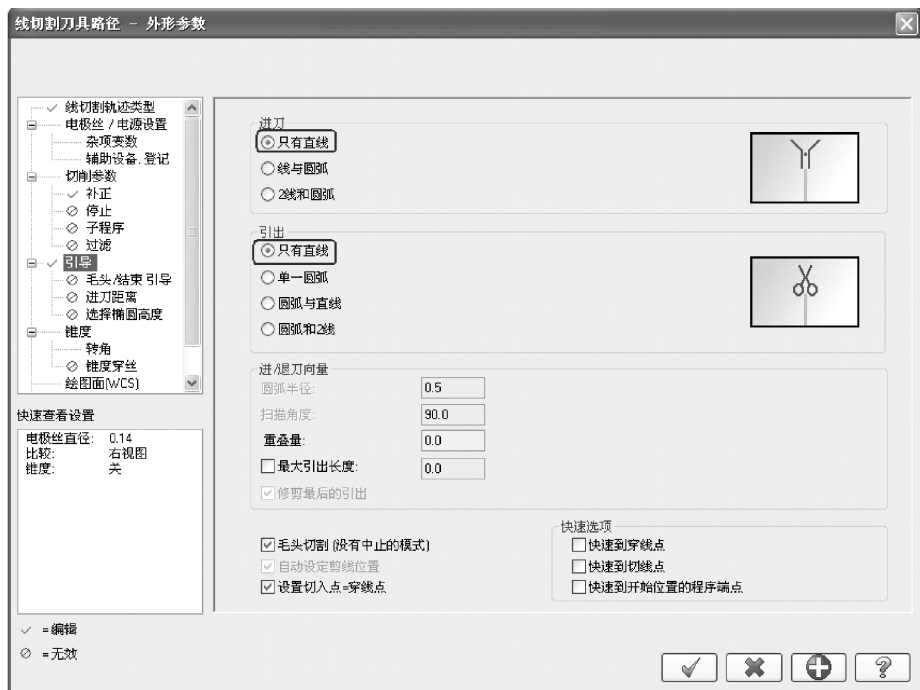 线切割刀具路径 - 外形参数
线切割轨迹类型
电极丝 / 电源设置
杂项变数
辅助设备. 登记
切削参数
补正
停止
子程序
过滤
引导
毛头/结束 引导
进刀距离
选择椭圆高度
锥度
转角
锥度穿丝
绘图面(WCS)
快速查看设置
电极丝直径: 0.14
比较: 右视图
锥度: 关
✓ =编辑
⊘ =无效
进刀
只有直线
线与圆弧
2线和圆弧
引出
只有直线
单一圆弧
圆弧与直线
圆弧和2线
进/退刀向量
圆弧半径: 0.5
扫描角度: 90.0
重叠量: 0.0
最大引出长度: 0.0
修剪最后的引出
毛头切割 (没有中止的模式)
自动设定剪线位置
设置切入点=穿线点
快速选项
快速到穿线点
快速到切线点
快速到开始位置的程序端点